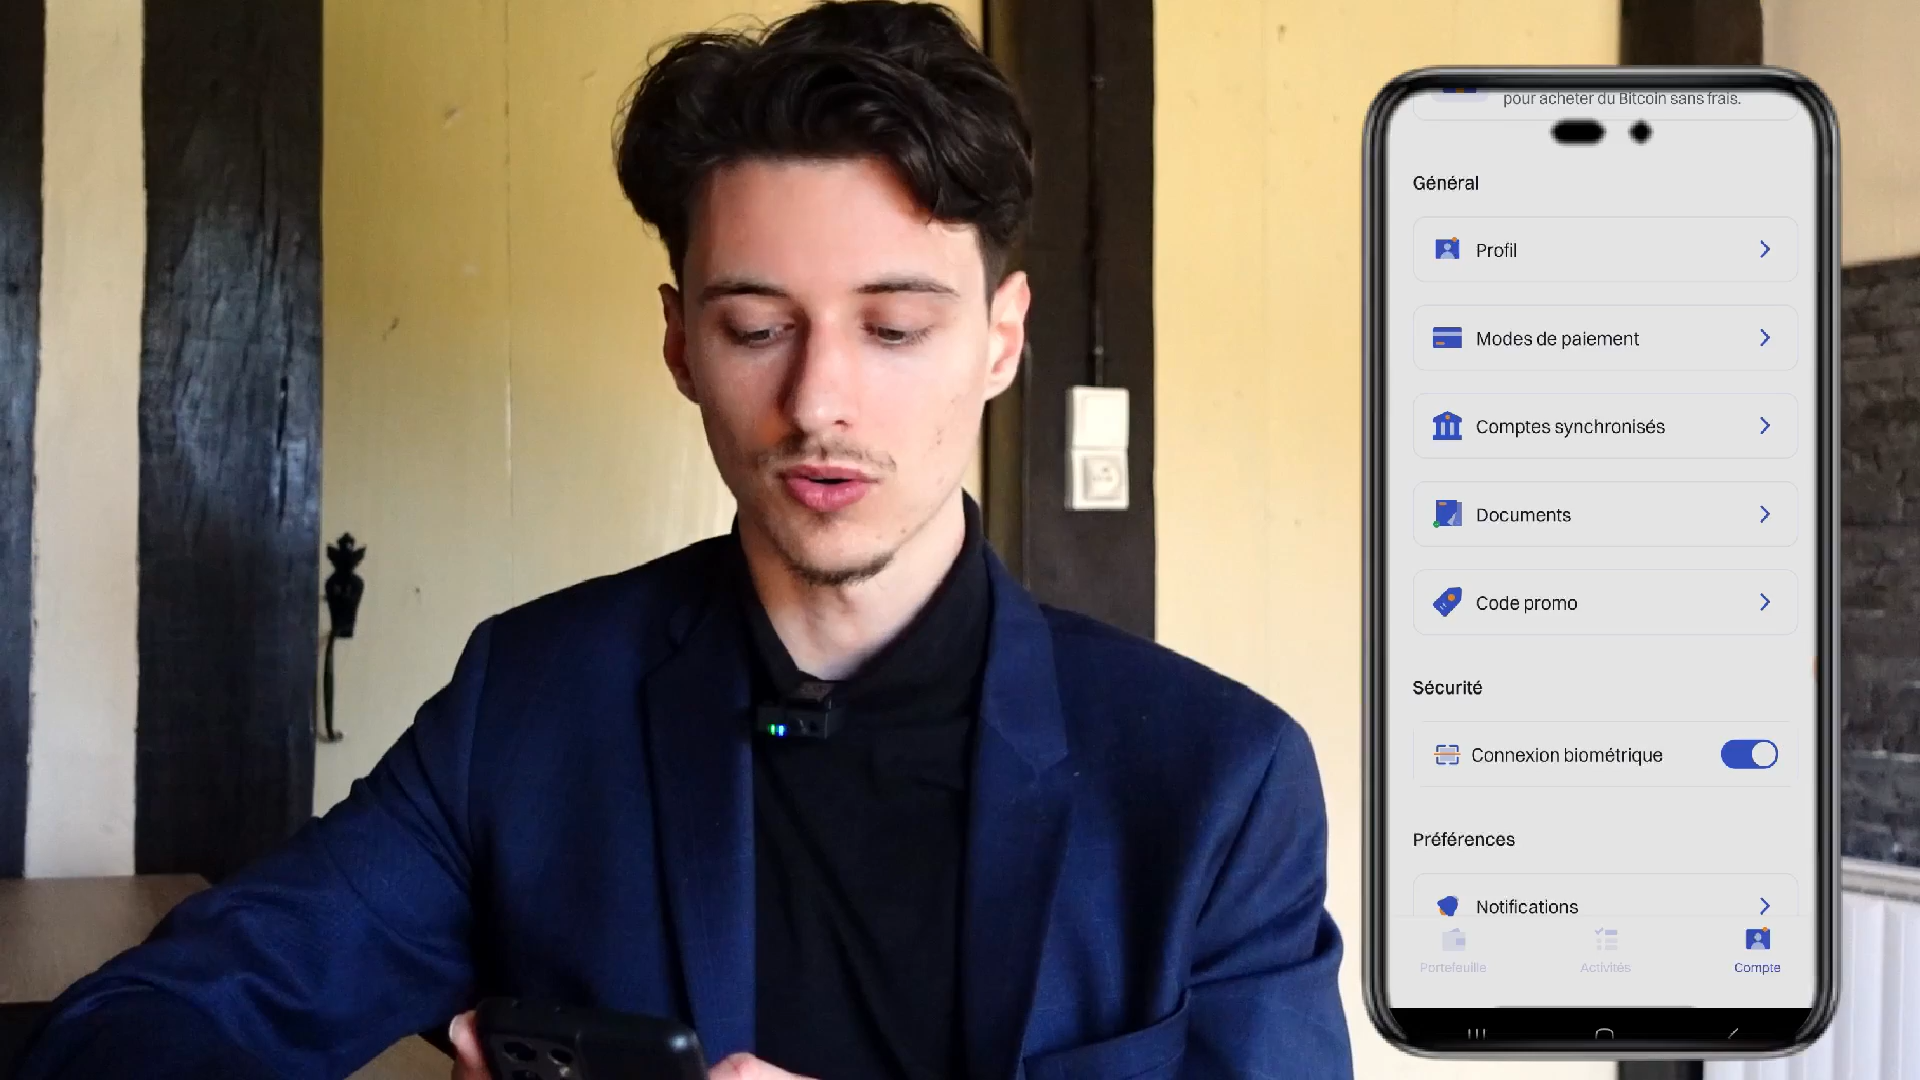 pour acheter du Bitcoin sans frais.
Général
Profil
Modes de paiement
Comptes synchronisés
Documents
Code promo
Sécurité
Connexion biométrique
Préférences
Notifications
Portefeuille
Activités
Compte